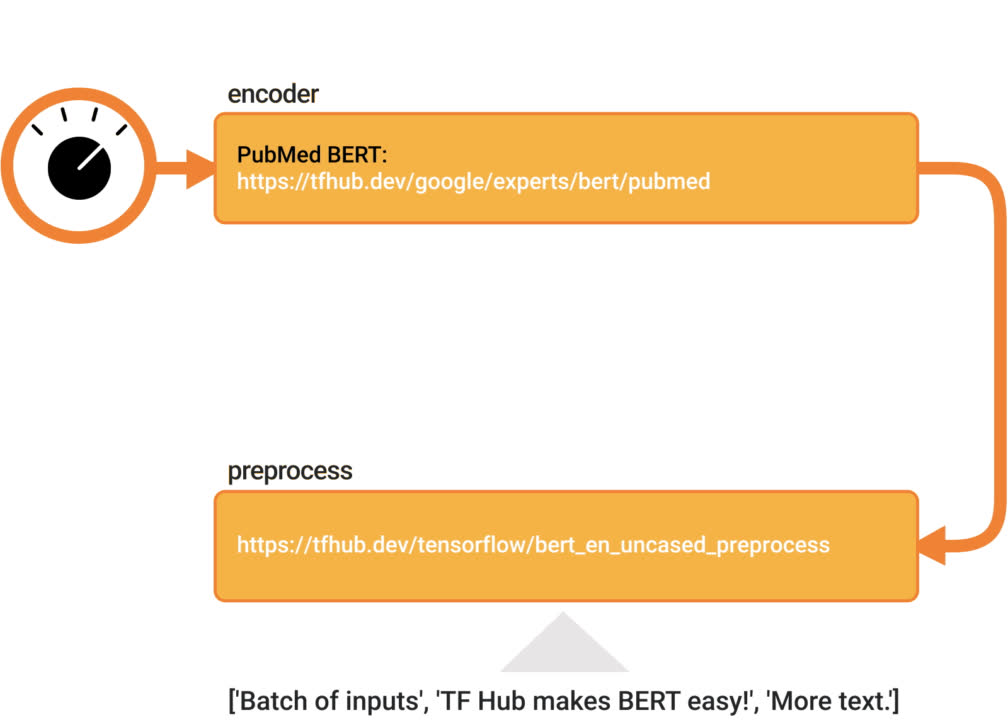 encoder
PubMed BERT:
https://tfhub.dev/google/experts/bert/pubmed
preprocess
https://tfhub.dev/tensorflow/bert_en_uncased_preprocess
['Batch of inputs', 'TF Hub makes BERT easy!', 'More text.']